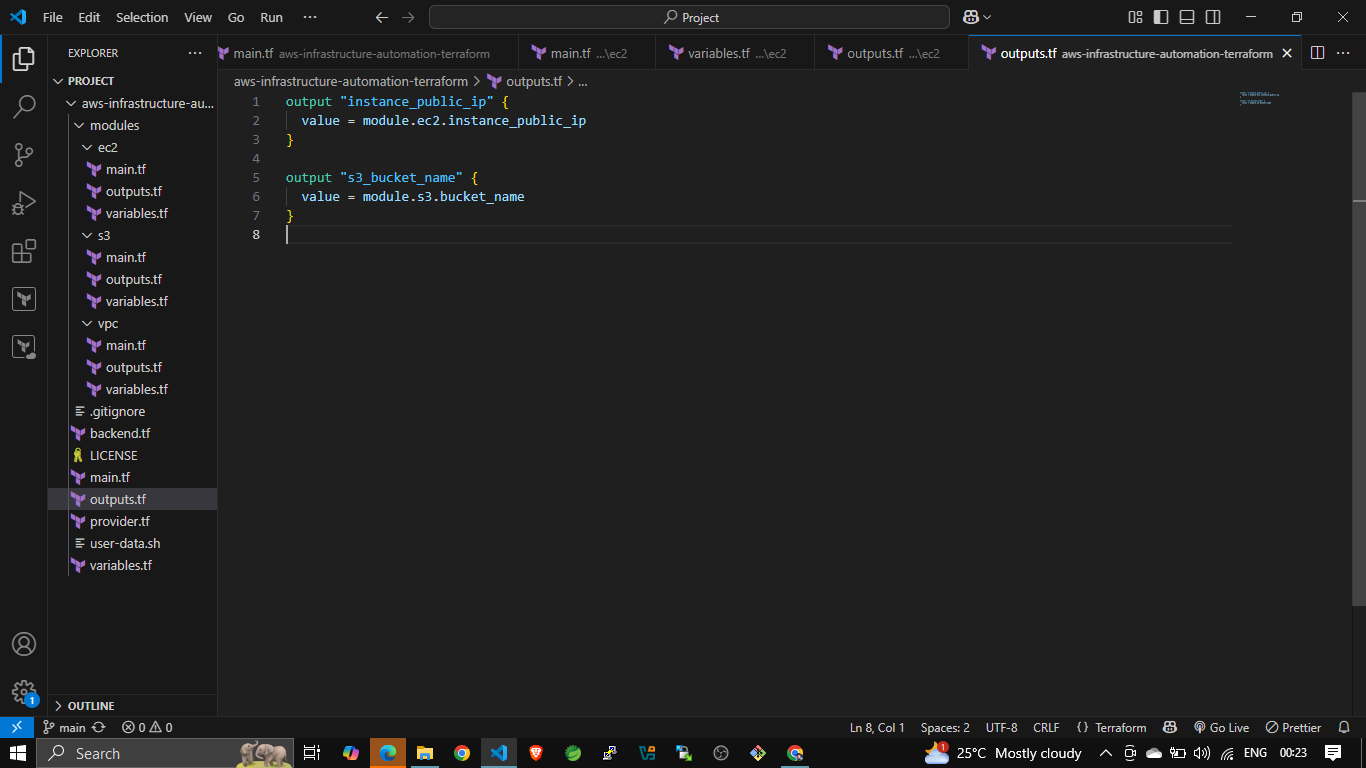 File Edit Selection View Go Run ···
Project
EXPLORER ···
PROJECT
aws-infrastructure-au...
modules
ec2
main.tf
outputs.tf
variables.tf
s3
main.tf
outputs.tf
variables.tf
vpc
main.tf
outputs.tf
variables.tf
.gitignore
backend.tf
LICENSE
main.tf
outputs.tf
provider.tf
user-data.sh
variables.tf
OUTLINE
main.tf aws-infrastructure-automation-terraform
main.tf ...\ec2
variables.tf ...\ec2
outputs.tf ...\ec2
outputs.tf aws-infrastructure-automation-terraform
aws-infrastructure-automation-terraform > outputs.tf > ...
1 output "instance_public_ip" {
2 value = module.ec2.instance_public_ip
3 }
4
5 output "s3_bucket_name" {
6 value = module.s3.bucket_name
7 }
8
1
main 0 0
Ln 8, Col 1 Spaces: 2 UTF-8 CRLF {} Terraform Go Live Prettier
Search
1
25°C Mostly cloudy
ENG 00:23